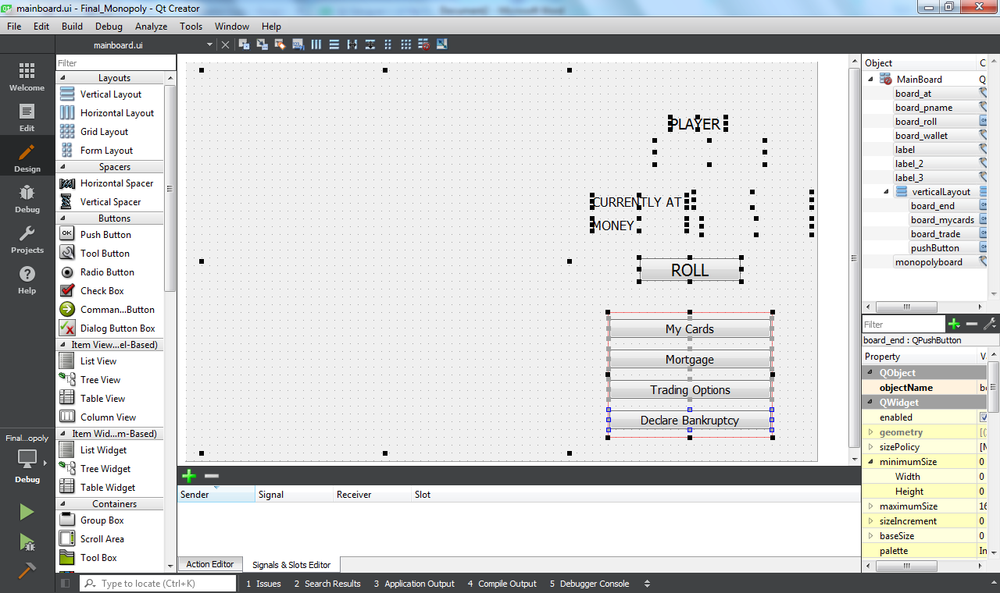 mainboard.ui - Final_Monopoly - Qt Creator
File Edit Build Debug Analyze Tools Window Help
mainboard.ui
Welcome
Edit
Design
Debug
Projects
Help
Final...opoly
Debug
Filter
Layouts
Vertical Layout
Horizontal Layout
Grid Layout
Form Layout
Spacers
Horizontal Spacer
Vertical Spacer
Buttons
OK Push Button
Tool Button
Radio Button
Check Box
Comman...Button
Dialog Button Box
Item View...el-Based)
List View
Tree View
Table View
Column View
Item Wid...m-Based)
List Widget
Tree Widget
Table Widget
Containers
Group Box
Scroll Area
Tool Box
PLAYER
CURRENTLY AT
MONEY
ROLL
My Cards
Mortgage
Trading Options
Declare Bankruptcy
Sender Signal Receiver Slot
Action Editor Signals & Slots Editor
Object C
MainBoard Q
board_at
board_pname
board_roll
board_wallet
label
label_2
label_3
verticalLayout
board_end
board_mycards
board_trade
pushButton
monopolyboard
Filter
board_end : QPushButton
Property
QObject
objectName
QWidget
enabled
geometry [(
sizePolicy
minimumSize 0
Width 0
Height 0
maximumSize 16
sizeIncrement 0
baseSize 0
palette In
Type to locate (Ctrl+K)
1 Issues 2 Search Results 3 Application Output 4 Compile Output 5 Debugger Console